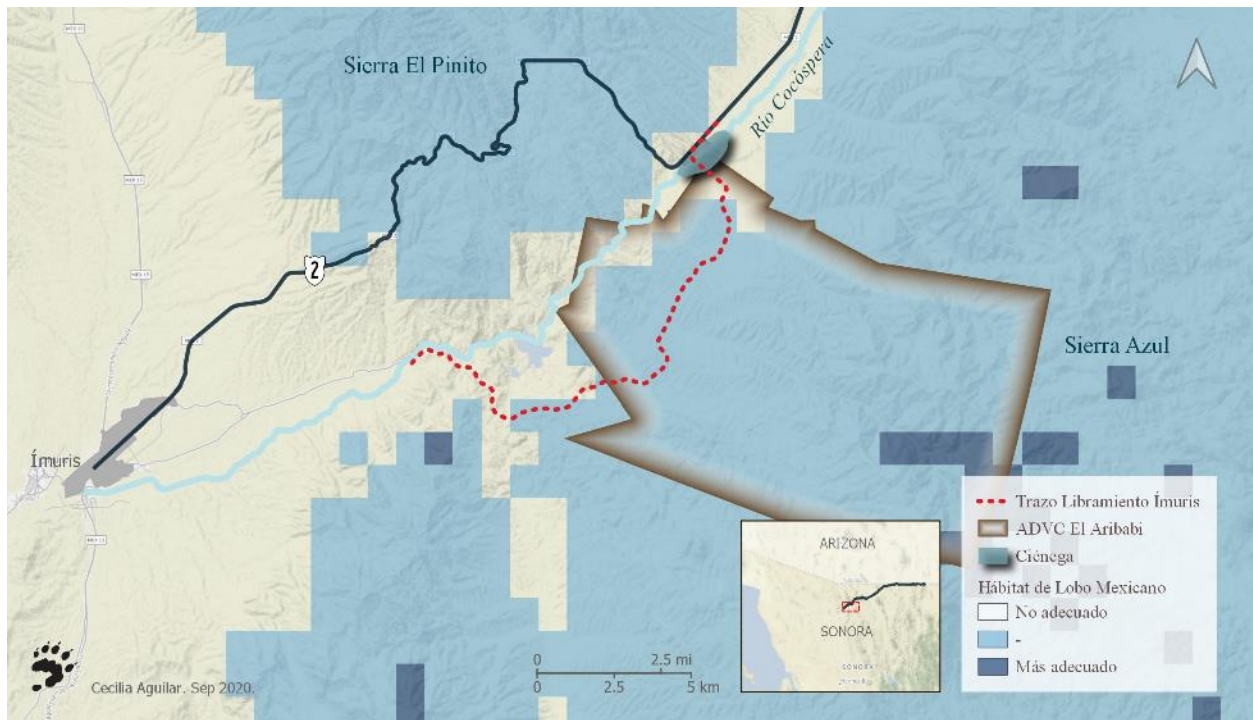 Sierra El Pinito
Río Cocóspera
2
Sierra Azul
Ímuris
Trazo Libramiento Ímuris
ADVC El Aribabi
Ciénega
Hábitat de Lobo Mexicano
No adecuado
-
Más adecuado
ARIZONA
SONORA
SONORA
0 2.5 mi
0 2.5 5 km
Cecilia Aguilar. Sep 2020.